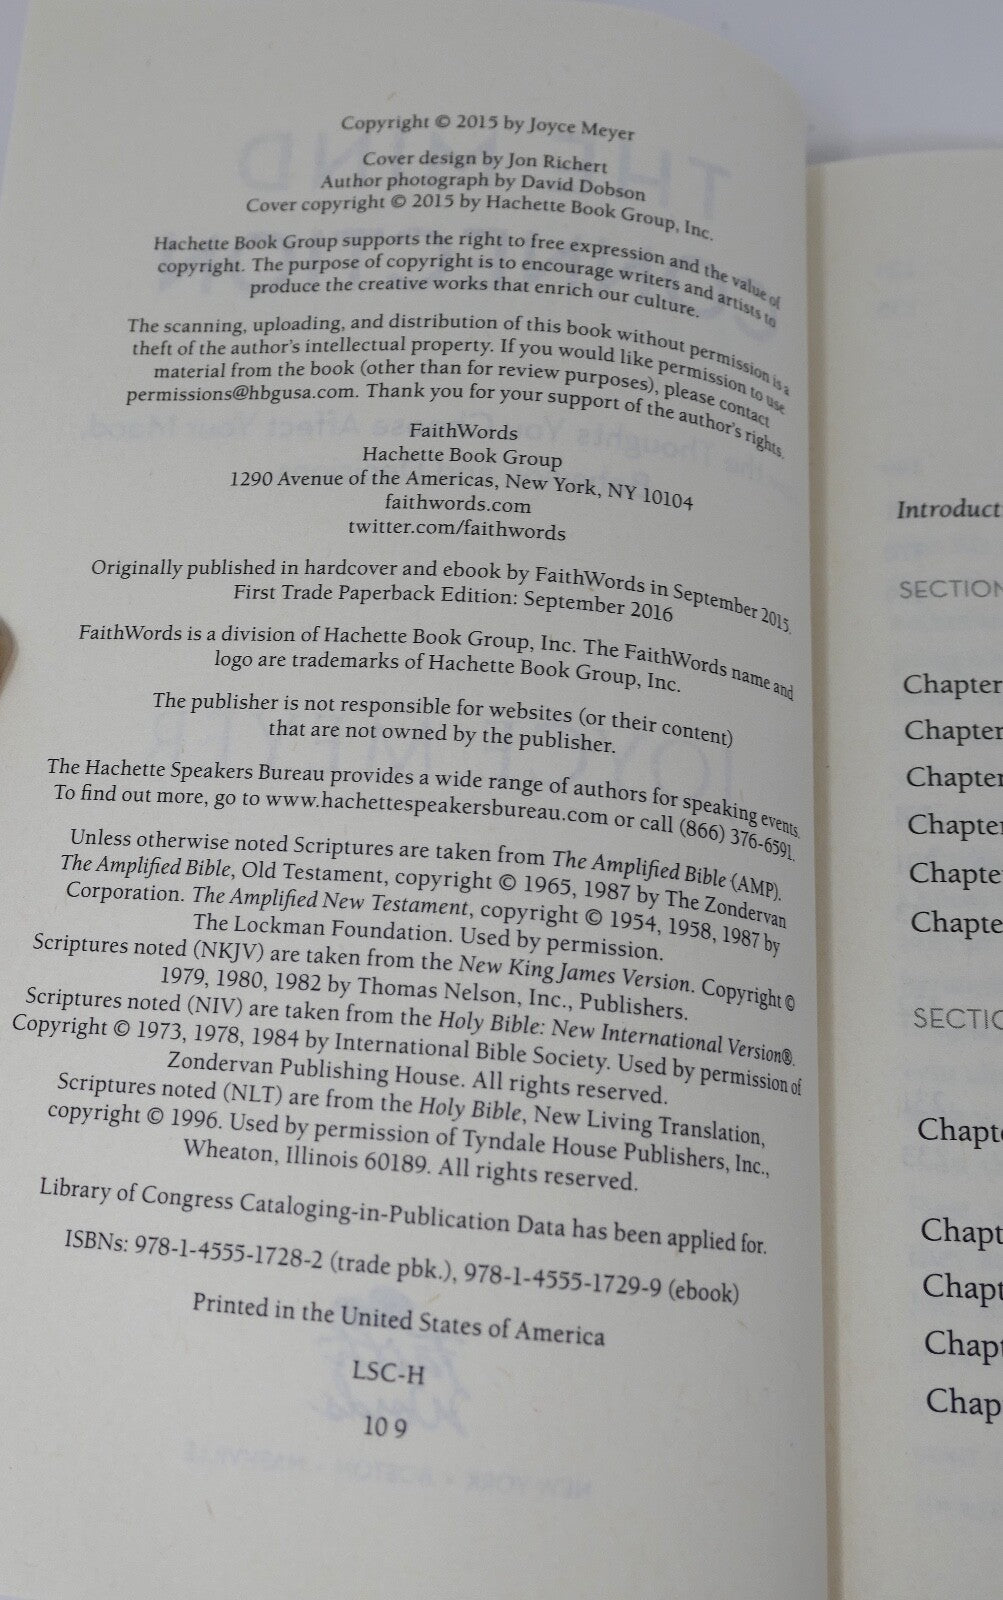 Copyright © 2015 by Joyce Meyer
Cover design by Jon Richert
Author photograph by David Dobson
Cover copyright © 2015 by Hachette Book Group, Inc.
Hachette Book Group supports the right to free expression and the value of
copyright. The purpose of copyright is to encourage writers and artists to
produce the creative works that enrich our culture.
The scanning, uploading, and distribution of this book without permission is a
theft of the author's intellectual property. If you would like permission to use
material from the book (other than for review purposes), please contact
permissions@hbgusa.com. Thank you for your support of the author's rights.
FaithWords
Hachette Book Group
1290 Avenue of the Americas, New York, NY 10104
faithwords.com
twitter.com/faithwords
Originally published in hardcover and ebook by FaithWords in September 2015.
First Trade Paperback Edition: September 2016
FaithWords is a division of Hachette Book Group, Inc. The FaithWords name and
logo are trademarks of Hachette Book Group, Inc.
The publisher is not responsible for websites (or their content)
that are not owned by the publisher.
The Hachette Speakers Bureau provides a wide range of authors for speaking events.
To find out more, go to www.hachettespeakersbureau.com or call (866) 376-6591.
Unless otherwise noted Scriptures are taken from The Amplified Bible (AMP).
The Amplified Bible, Old Testament, copyright © 1965, 1987 by The Zondervan
Corporation. The Amplified New Testament, copyright © 1954, 1958, 1987 by
The Lockman Foundation. Used by permission.
Scriptures noted (NKJV) are taken from the New King James Version. Copyright ©
1979, 1980, 1982 by Thomas Nelson, Inc., Publishers.
Scriptures noted (NIV) are taken from the Holy Bible: New International Version®.
Copyright © 1973, 1978, 1984 by International Bible Society. Used by permission of
Zondervan Publishing House. All rights reserved.
Scriptures noted (NLT) are from the Holy Bible, New Living Translation,
copyright © 1996. Used by permission of Tyndale House Publishers, Inc.,
Wheaton, Illinois 60189. All rights reserved.
Library of Congress Cataloging-in-Publication Data has been applied for.
ISBNs: 978-1-4555-1728-2 (trade pbk.), 978-1-4555-1729-9 (ebook)
Printed in the United States of America
LSC-H
10 9
Introduct
SECTION
Chapter
Chapter
Chapter
Chapter
Chapte
Chapte
SECTIO
Chapt
Chapt
Chapt
Chapt
Chap